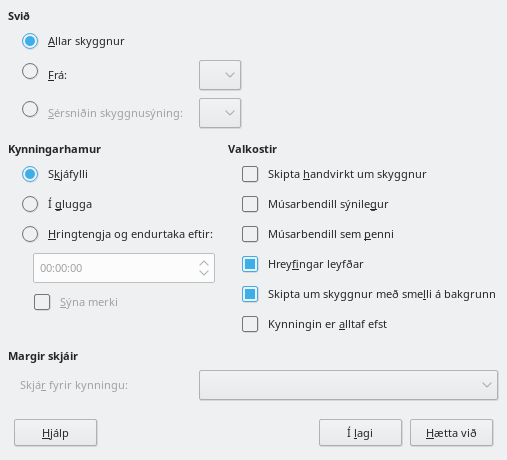 Svið
Allar skyggnur
Frá:
Sérsniðin skyggnusýning:
Kynningarhamur
Skjáfylli
Í glugga
Hringtengja og endurtaka eftir:
00:00:00
Sýna merki
Valkostir
Skipta handvirkt um skyggnur
Músarbendill sýnilegur
Músarbendill sem penni
Hreyfingar leyfðar
Skipta um skyggnur með smelli á bakgrunn
Kynningin er alltaf efst
Margir skjáir
Skjár fyrir kynningu:
Hjálp
Í lagi
Hætta við